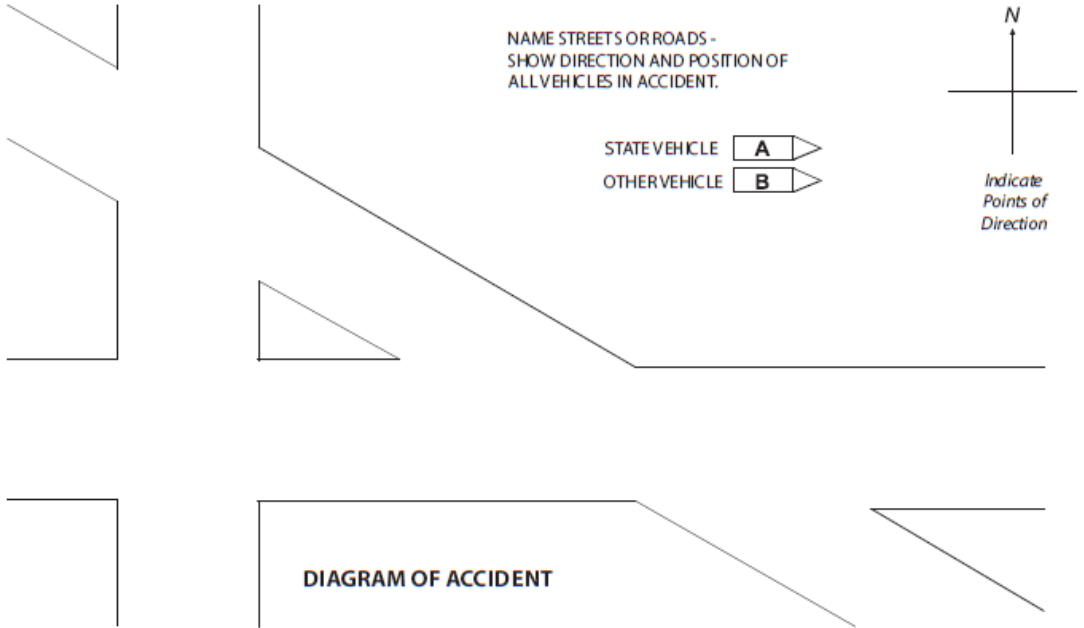 NAME STREETS OR ROADS -
SHOW DIRECTION AND POSITION OF
ALL VEHICLES IN ACCIDENT.
N
STATE VEHICLE A
OTHER VEHICLE B
Indicate
Points of
Direction
DIAGRAM OF ACCIDENT